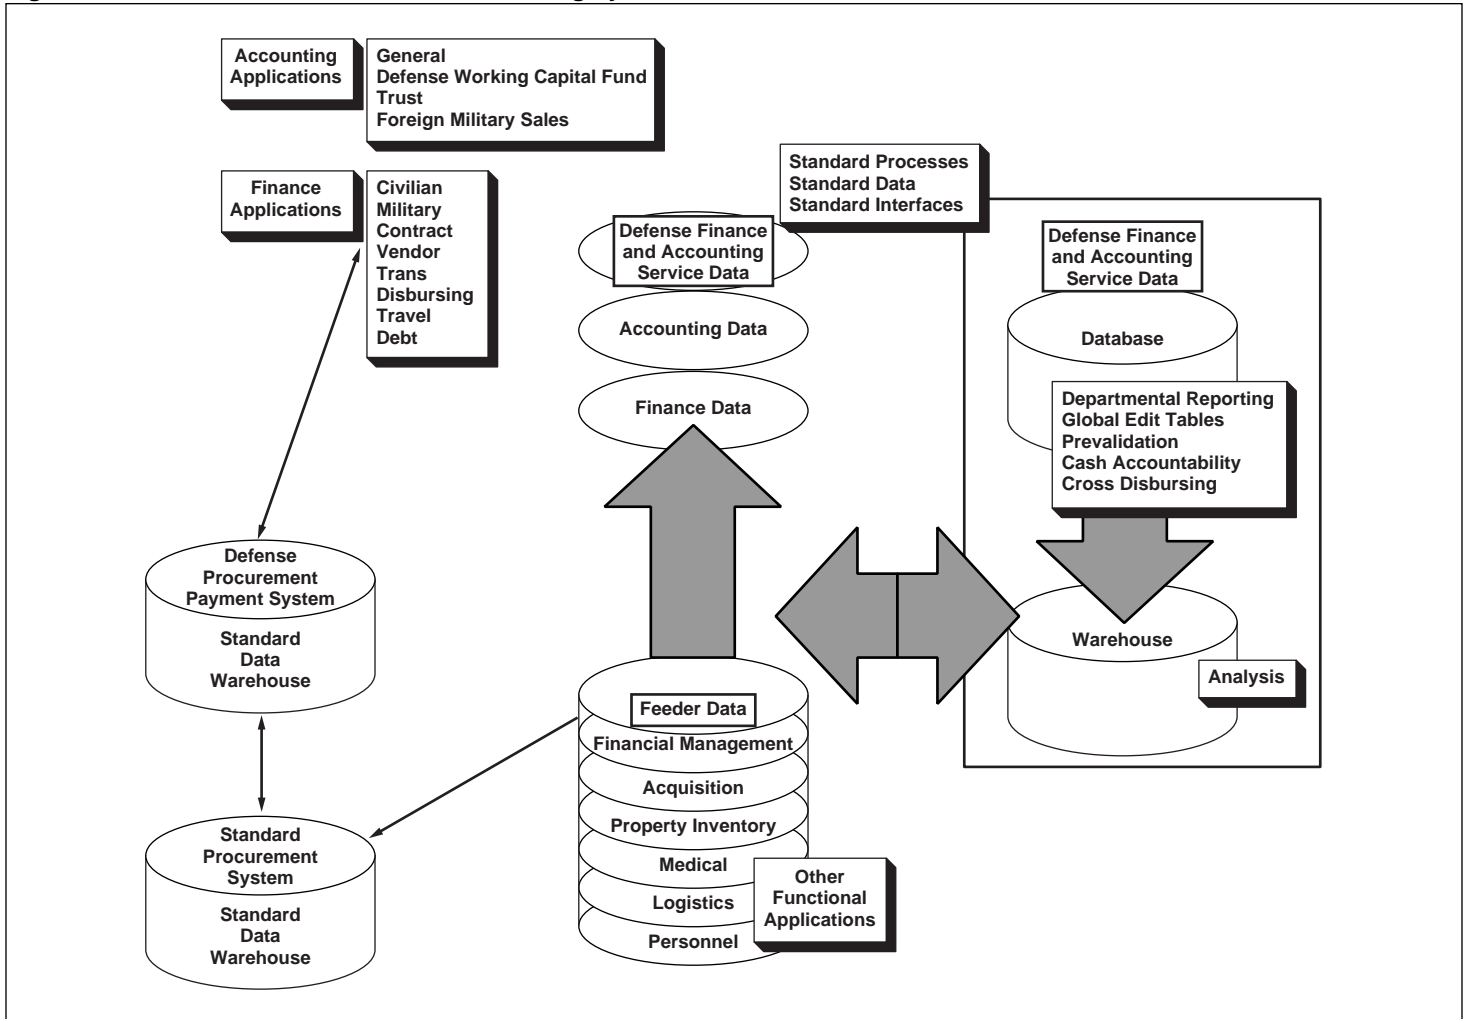 Accounting
Applications
General
Defense Working Capital Fund
Trust
Foreign Military Sales
Finance
Applications
Civilian
Military
Contract
Vendor
Trans
Disbursing
Travel
Debt
Standard Processes
Standard Data
Standard Interfaces
Defense Finance
and Accounting
Service Data
Accounting Data
Finance Data
Defense Finance
and Accounting
Service Data
Database
Departmental Reporting
Global Edit Tables
Prevalidation
Cash Accountability
Cross Disbursing
Warehouse
Analysis
Defense
Procurement
Payment System
Standard
Data
Warehouse
Standard
Procurement
System
Standard
Data
Warehouse
Feeder Data
Financial Management
Acquisition
Property Inventory
Medical
Logistics
Personnel
Other
Functional
Applications